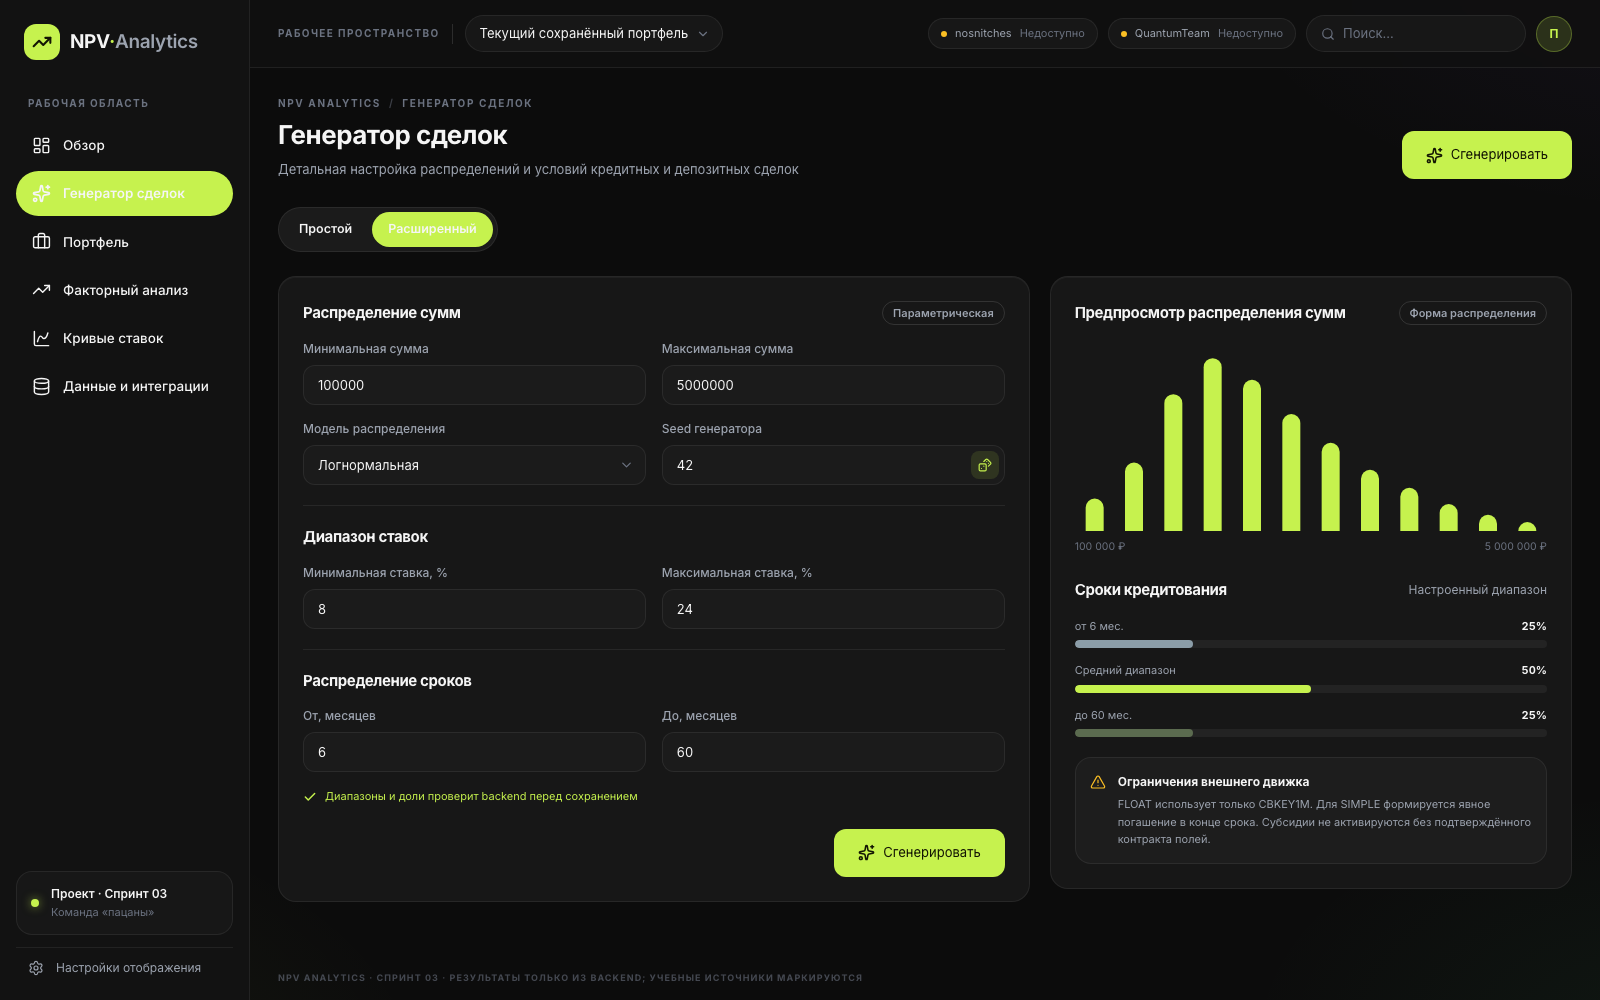 NPV·Analytics
РАБОЧАЯ ОБЛАСТЬ
Обзор
Генератор сделок
Портфель
Факторный анализ
Кривые ставок
Данные и интеграции
Проект · Спринт 03
Команда «пацаны»
Настройки отображения
РАБОЧЕЕ ПРОСТРАНСТВО
Текущий сохранённый портфель
nosnitches Недоступно
QuantumTeam Недоступно
Поиск...
П
NPV ANALYTICS / ГЕНЕРАТОР СДЕЛОК
Генератор сделок
Детальная настройка распределений и условий кредитных и депозитных сделок
Сгенерировать
Простой
Расширенный
Распределение сумм
Параметрическая
Минимальная сумма
Максимальная сумма
100000
5000000
Модель распределения
Seed генератора
Логнормальная
42
Диапазон ставок
Минимальная ставка, %
Максимальная ставка, %
8
24
Распределение сроков
От, месяцев
До, месяцев
6
60
Диапазоны и доли проверит backend перед сохранением
Сгенерировать
Предпросмотр распределения сумм
Форма распределения
100 000 ₽
5 000 000 ₽
Сроки кредитования
Настроенный диапазон
от 6 мес.
25%
Средний диапазон
50%
до 60 мес.
25%
Ограничения внешнего движка
FLOAT использует только CBKEY1M. Для SIMPLE формируется явное
погашение в конце срока. Субсидии не активируются без подтверждённого
контракта полей.
NPV ANALYTICS · СПРИНТ 03 · РЕЗУЛЬТАТЫ ТОЛЬКО ИЗ BACKEND; УЧЕБНЫЕ ИСТОЧНИКИ МАРКИРУЮТСЯ